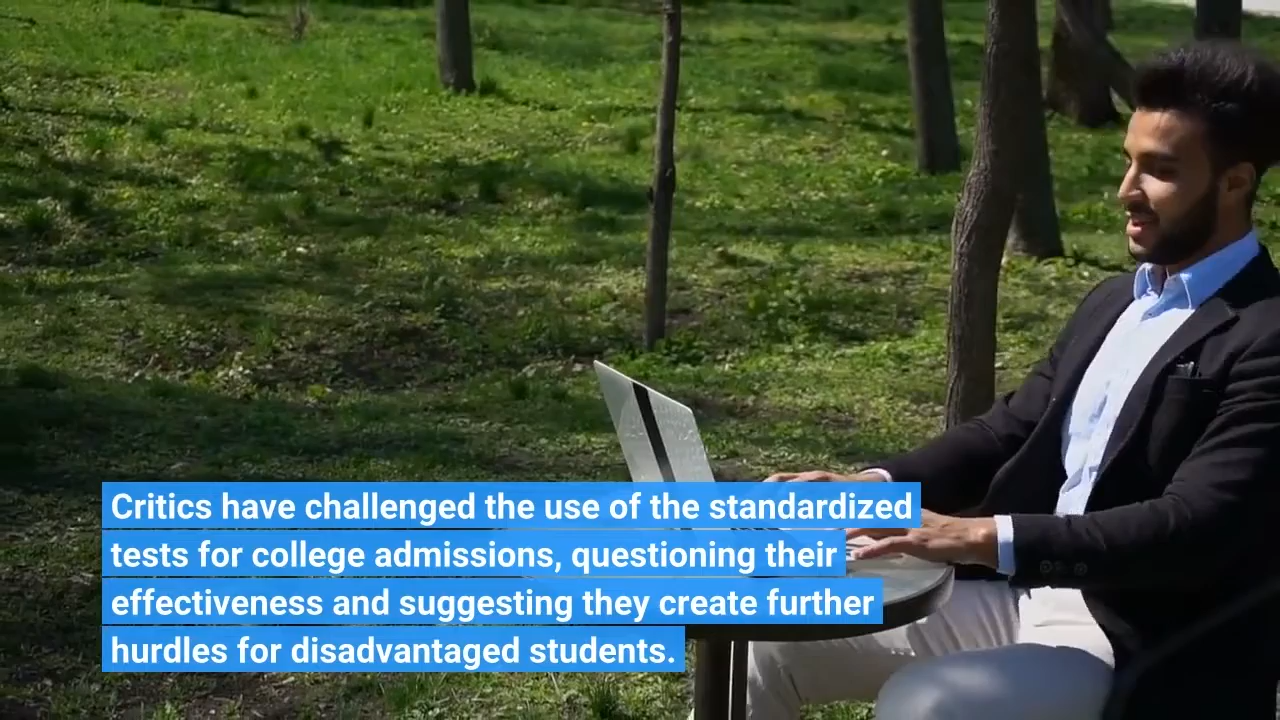 Critics have challenged the use of the standardized
tests for college admissions, questioning their
effectiveness and suggesting they create further
hurdles for disadvantaged students.